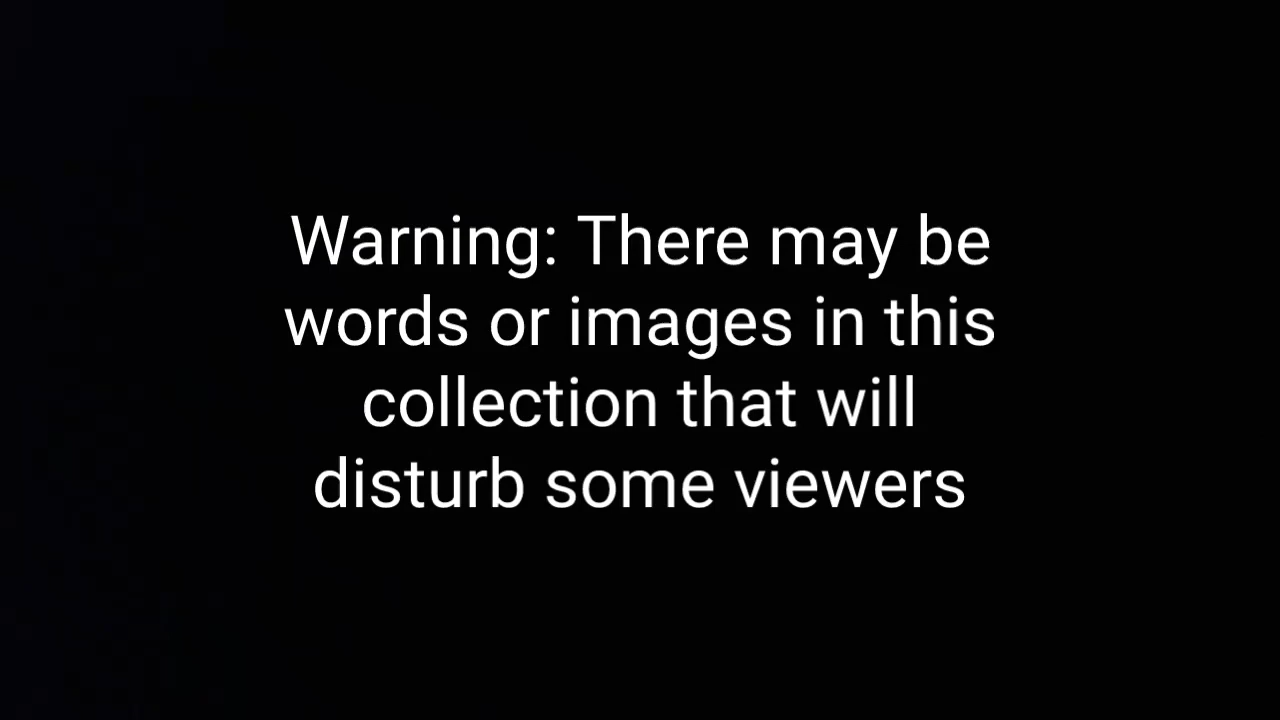 Warning: There may be
words or images in this
collection that will
disturb some viewers